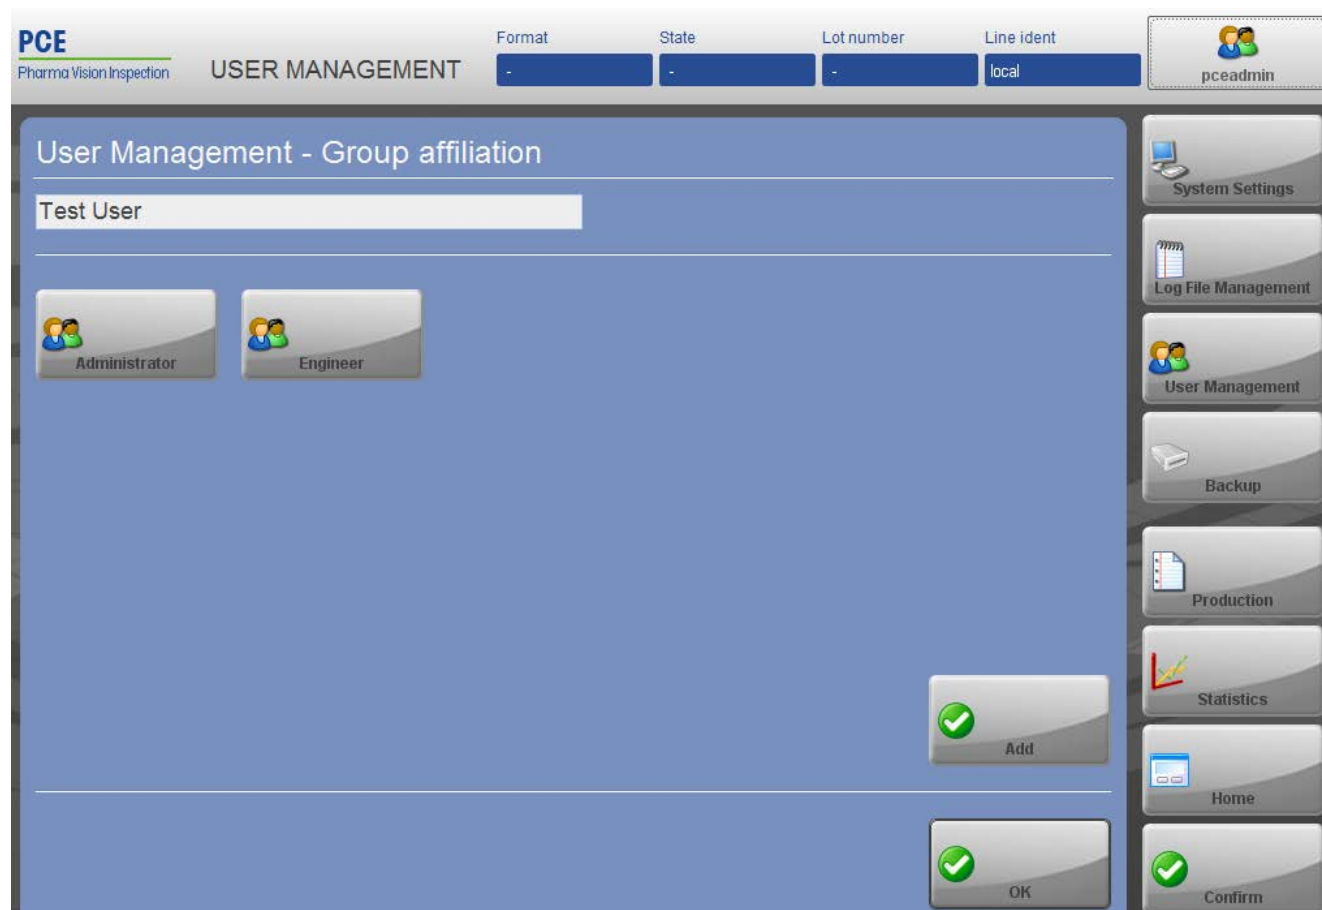 PCE
Pharma Vision Inspection
USER MANAGEMENT
Format
State
Lot number
Line ident
-
-
-
local
pceadmin
User Management - Group affiliation
Test User
Administrator
Engineer
Add
OK
System Settings
Log File Management
User Management
Backup
Production
Statistics
Home
Confirm